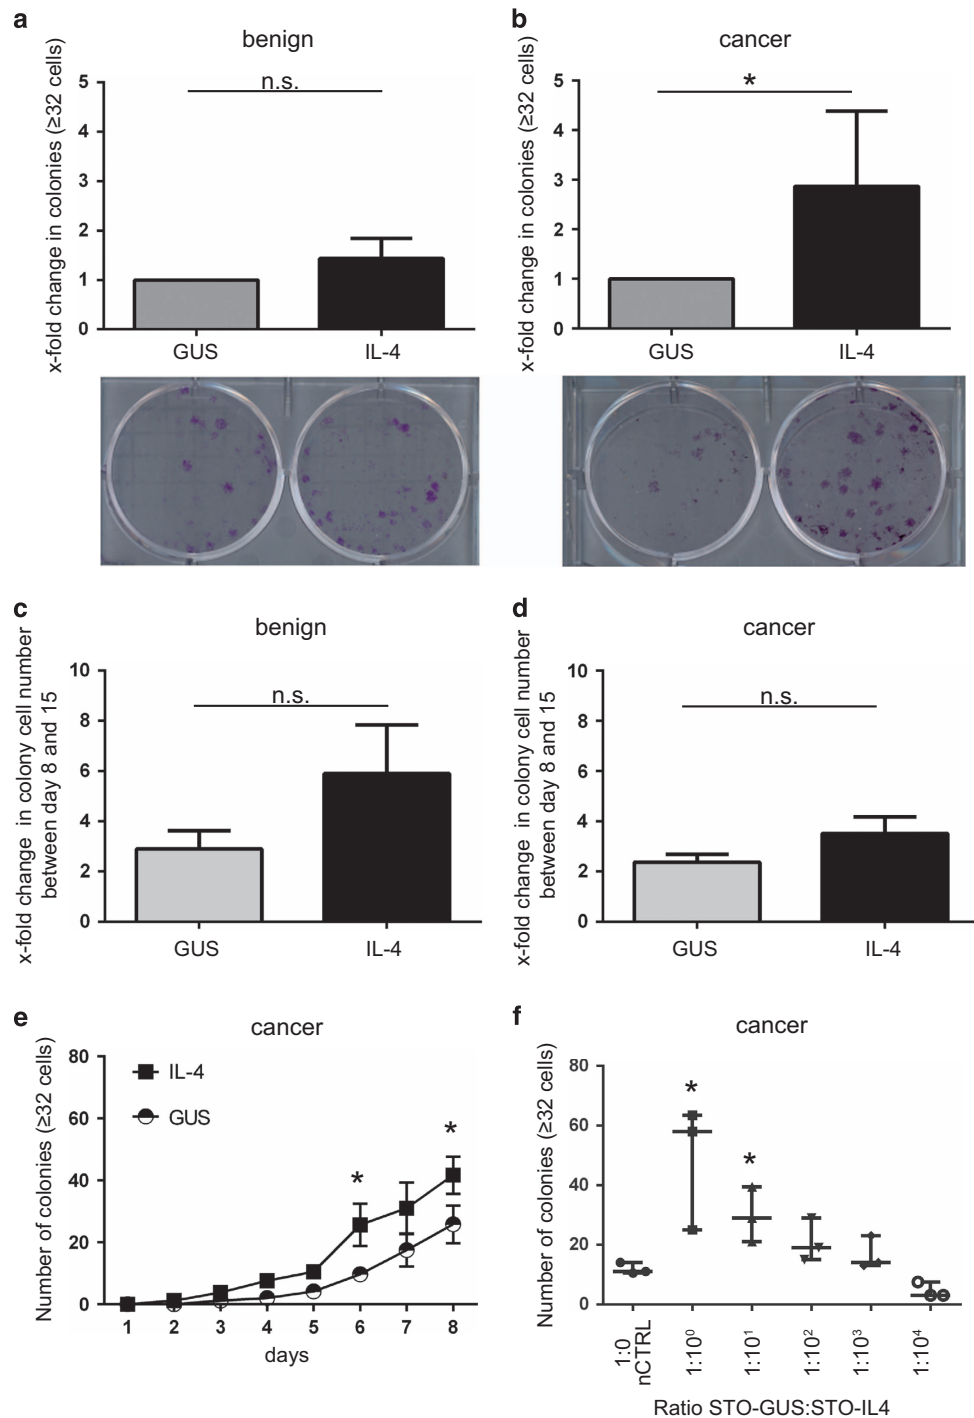 a
benign
x-fold change in colonies (≥32 cells)
5
4
3
2
1
0
n.s.
GUS
IL-4
b
cancer
x-fold change in colonies (≥32 cells)
5
4
3
2
1
0
*
GUS
IL-4
c
benign
x-fold change in colony cell number
between day 8 and 15
10
8
6
4
2
0
n.s.
GUS
IL-4
d
cancer
x-fold change in colony cell number
between day 8 and 15
10
8
6
4
2
0
n.s.
GUS
IL-4
e
cancer
Number of colonies (≥32 cells)
80
60
40
20
0
IL-4
GUS
*
*
1 2 3 4 5 6 7 8
days
f
cancer
Number of colonies (≥32 cells)
80
60
40
20
0
*
*
1:0
nCTRL
1:10⁰
1:10¹
1:10²
1:10³
1:10⁴
Ratio STO-GUS:STO-IL4